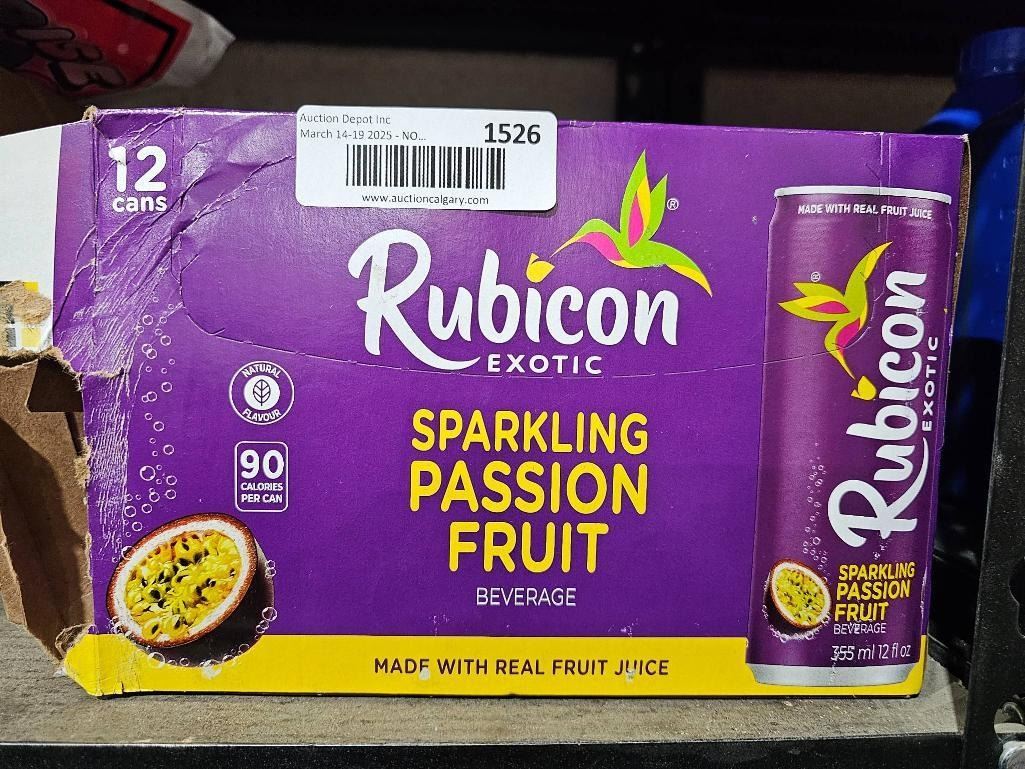 Auction Depot Inc
March 14-19 2025 - NO...
1526
www.auctioncalgary.com
12
cans
Rubicon
®
EXOTIC
NATURAL
FLAVOUR
90
CALORIES
PER CAN
SPARKLING
PASSION
FRUIT
BEVERAGE
MADE WITH REAL FRUIT JUICE
MADE WITH REAL FRUIT JUICE
®
Rubicon
EXOTIC
SPARKLING
PASSION
FRUIT
BEVERAGE
355 ml 12 fl oz